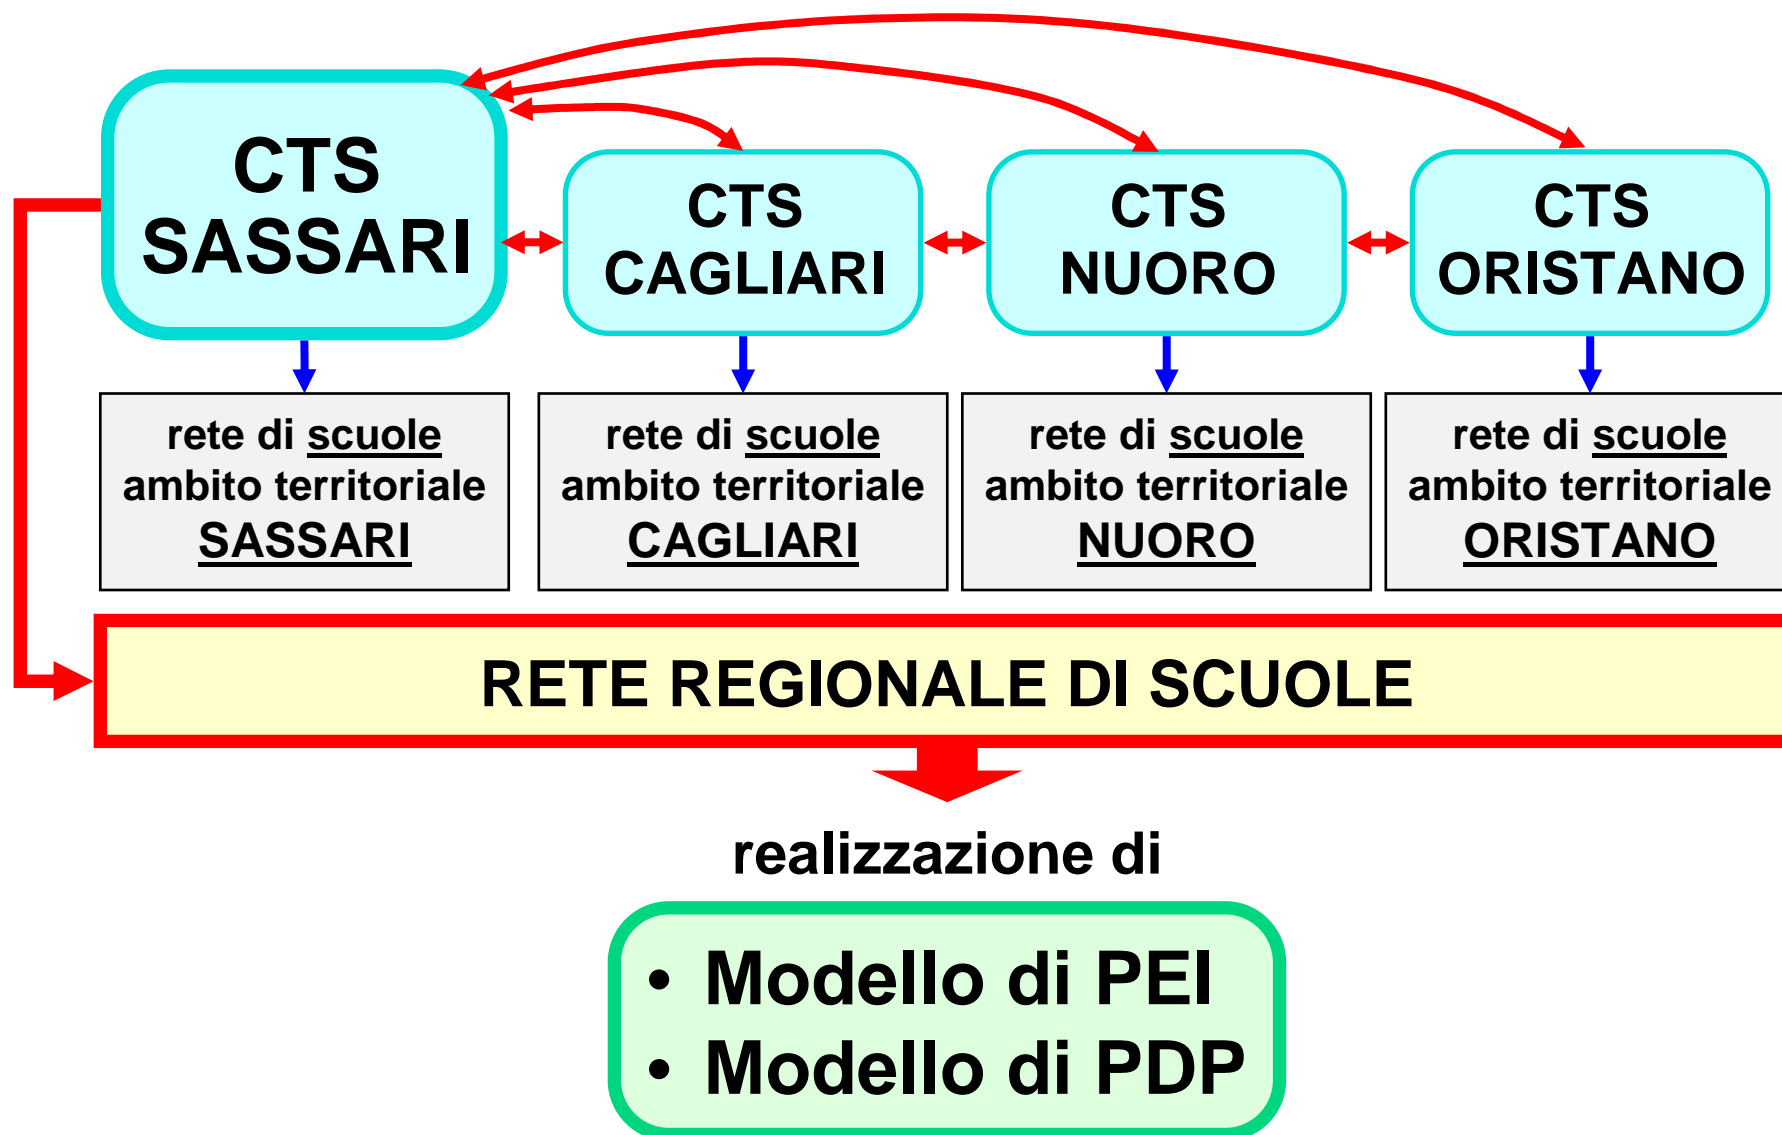 CTS
SASSARI
CTS
CAGLIARI
CTS
NUORO
CTS
ORISTANO
rete di scuole
ambito territoriale
SASSARI
rete di scuole
ambito territoriale
CAGLIARI
rete di scuole
ambito territoriale
NUORO
rete di scuole
ambito territoriale
ORISTANO
RETE REGIONALE DI SCUOLE
realizzazione di
• Modello di PEI
• Modello di PDP